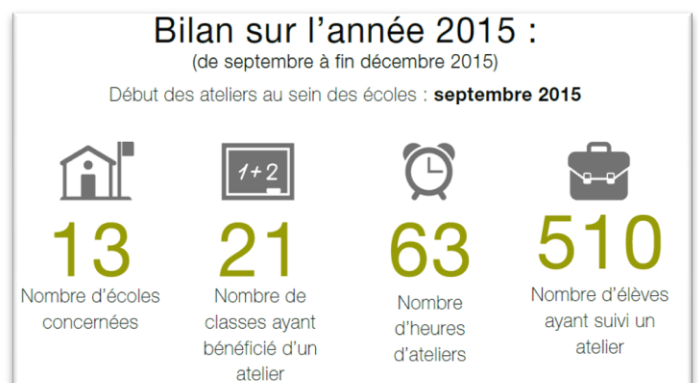 Bilan sur l’année 2015 :
(de septembre à fin décembre 2015)
Début des ateliers au sein des écoles : septembre 2015
1+2
13
Nombre d’écoles
concernées
21
Nombre de
classes ayant
bénéficié d’un
atelier
63
Nombre
d’heures
d’ateliers
510
Nombre d’élèves
ayant suivi un
atelier